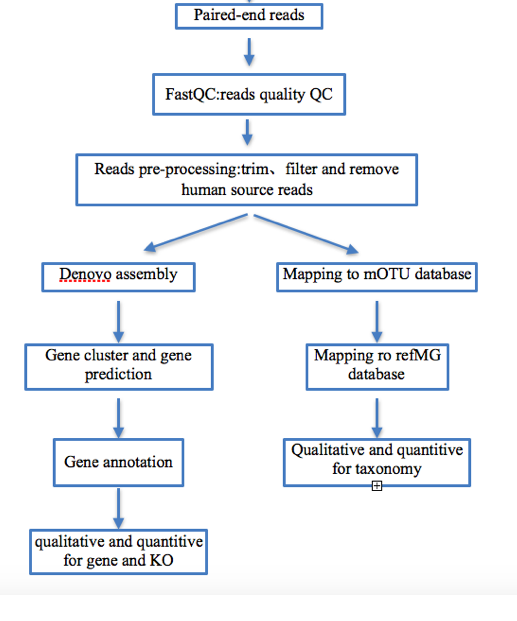 Paired-end reads
FastQC:reads quality QC
Reads pre-processing:trim、filter and remove
human source reads
Denovo assembly
Mapping to mOTU database
Gene cluster and gene
prediction
Mapping ro refMG
database
Gene annotation
Qualitative and quantitive
for taxonomy
qualitative and quantitive
for gene and KO